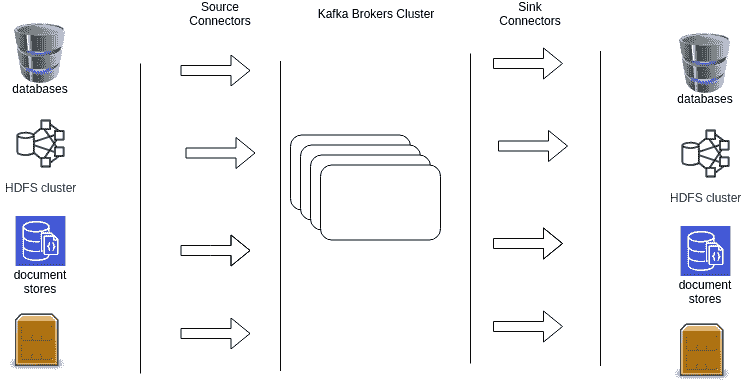 Source
Connectors
Kafka Brokers Cluster
Sink
Connectors
databases
HDFS cluster
document
stores
{}
databases
HDFS cluster
document
stores
{}